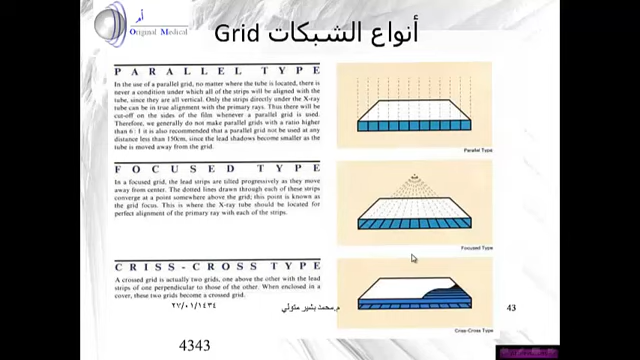 أم
Original Medical
أنواع الشبكات Grid
PARALLEL TYPE
In the use of a parallel grid, no matter where the tube is located, there is
never a condition under which all of the strips will be aligned with the
tube, since they are all vertical. Only the strips directly under the X-ray
tube can be in true alignment with the primary rays. Thus there will be
cut-off on the sides of the film whenever a parallel grid is used.
Therefore, we generally do not make parallel grids with a ratio higher
than 6:1 it is also recommended that a parallel grid not be used at any
distance less than 150cm, since the lead shadows become smaller as the
tube is moved away from the grid.
Parallel Type
FOCUSED TYPE
In a focused grid, the lead strips are tilted progressively as they move
away from center. The dotted lines drawn through each of these strips
converge at a point somewhere above the grid; this point is known as
the grid focus. This is where the X-ray tube should be located for
perfect alignment of the primary ray with each of the strips.
Focused Type
CRISS-CROSS TYPE
A crossed grid is actually two grids, one above the other with the lead
strips of one perpendicular to those of the other. When enclosed in a
cover, these two grids become a crossed grid.
Criss-Cross Type
٢٧/٠١/١٤٣٤
م.محمد بشير متولي
43
4343